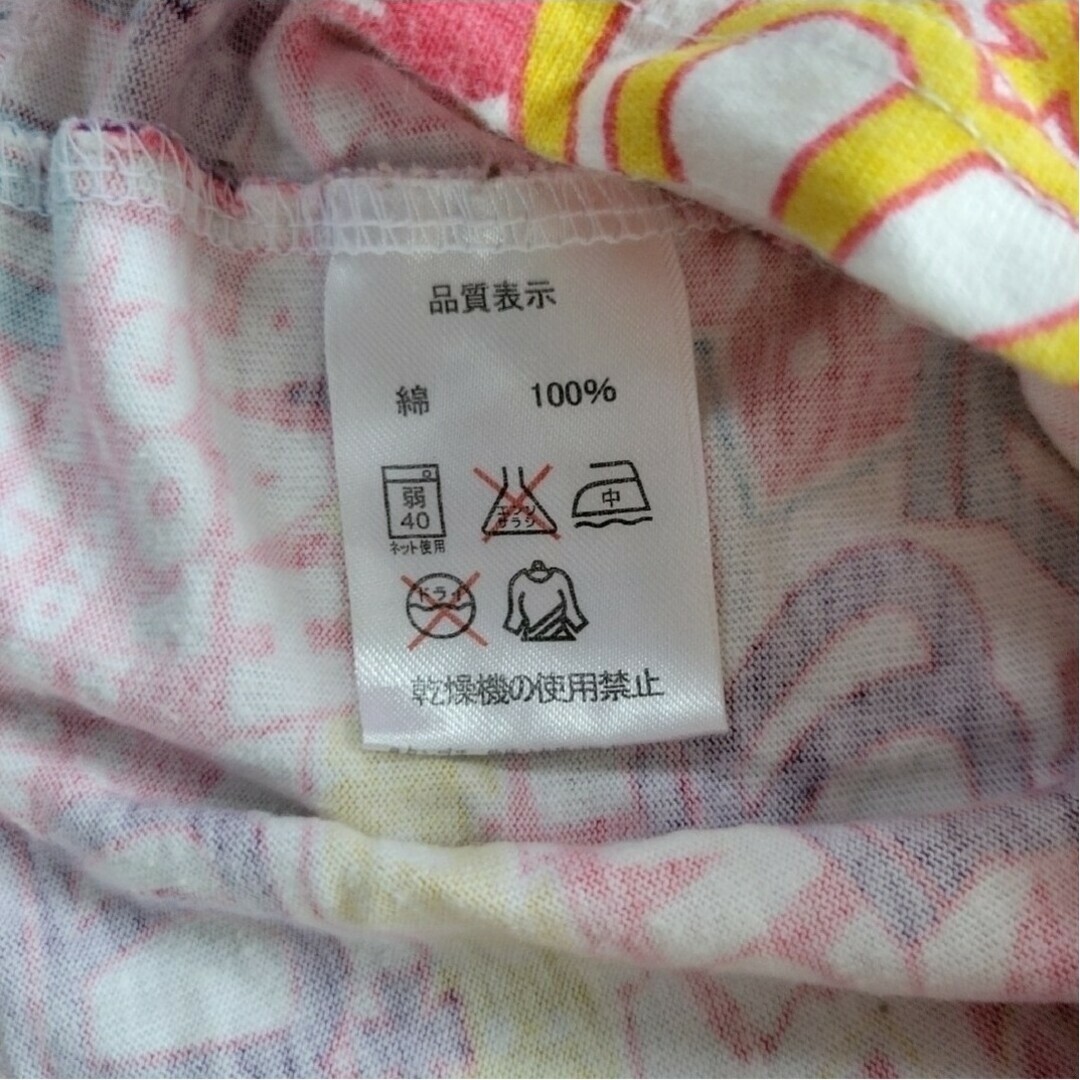 品質表示
綿 100%
弱
40
ネット使用
エンソ
サラシ
中
ドライ
乾燥機の使用禁止